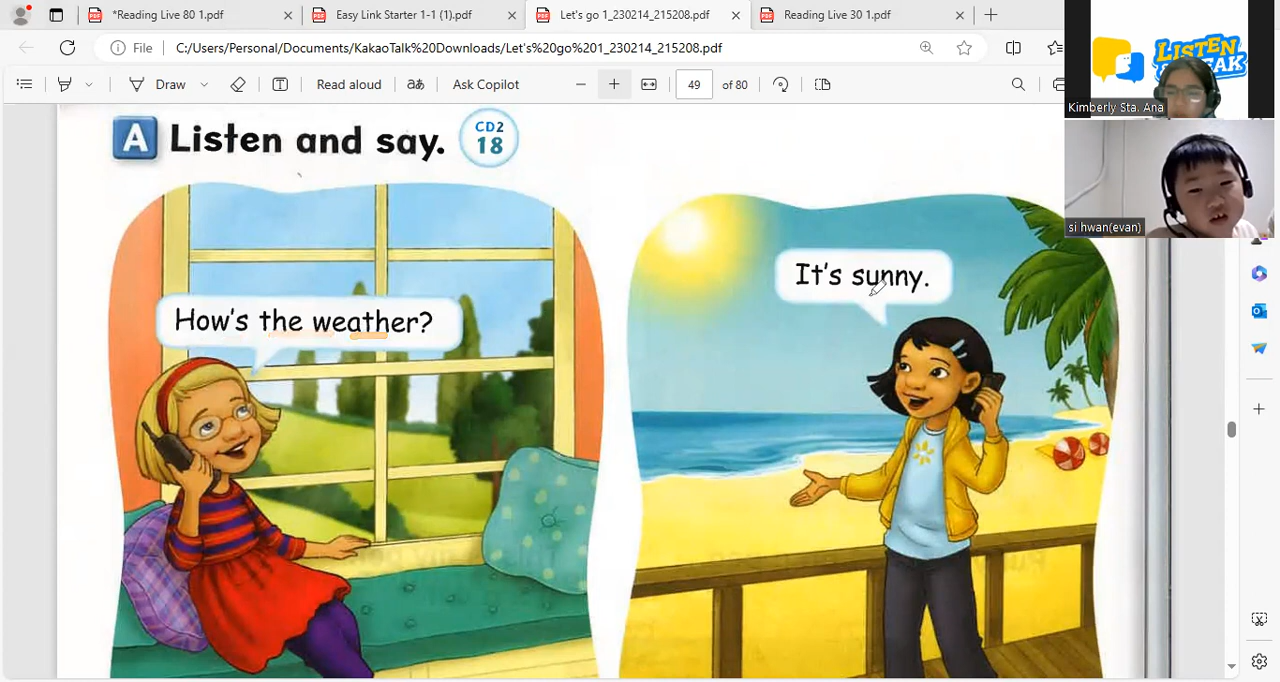 *Reading Live 80 1.pdf
Easy Link Starter 1-1 (1).pdf
Let's go 1_230214_215208.pdf
Reading Live 30 1.pdf
File
C:/Users/Personal/Documents/KakaoTalk%20Downloads/Let's%20go%201_230214_215208.pdf
Draw
Read aloud
aあ
Ask Copilot
49
of 80
LISTEN
Kimberly Sta. Ana
si hwan(evan)
A Listen and say.
CD2
18
How's the weather?
It's sunny.